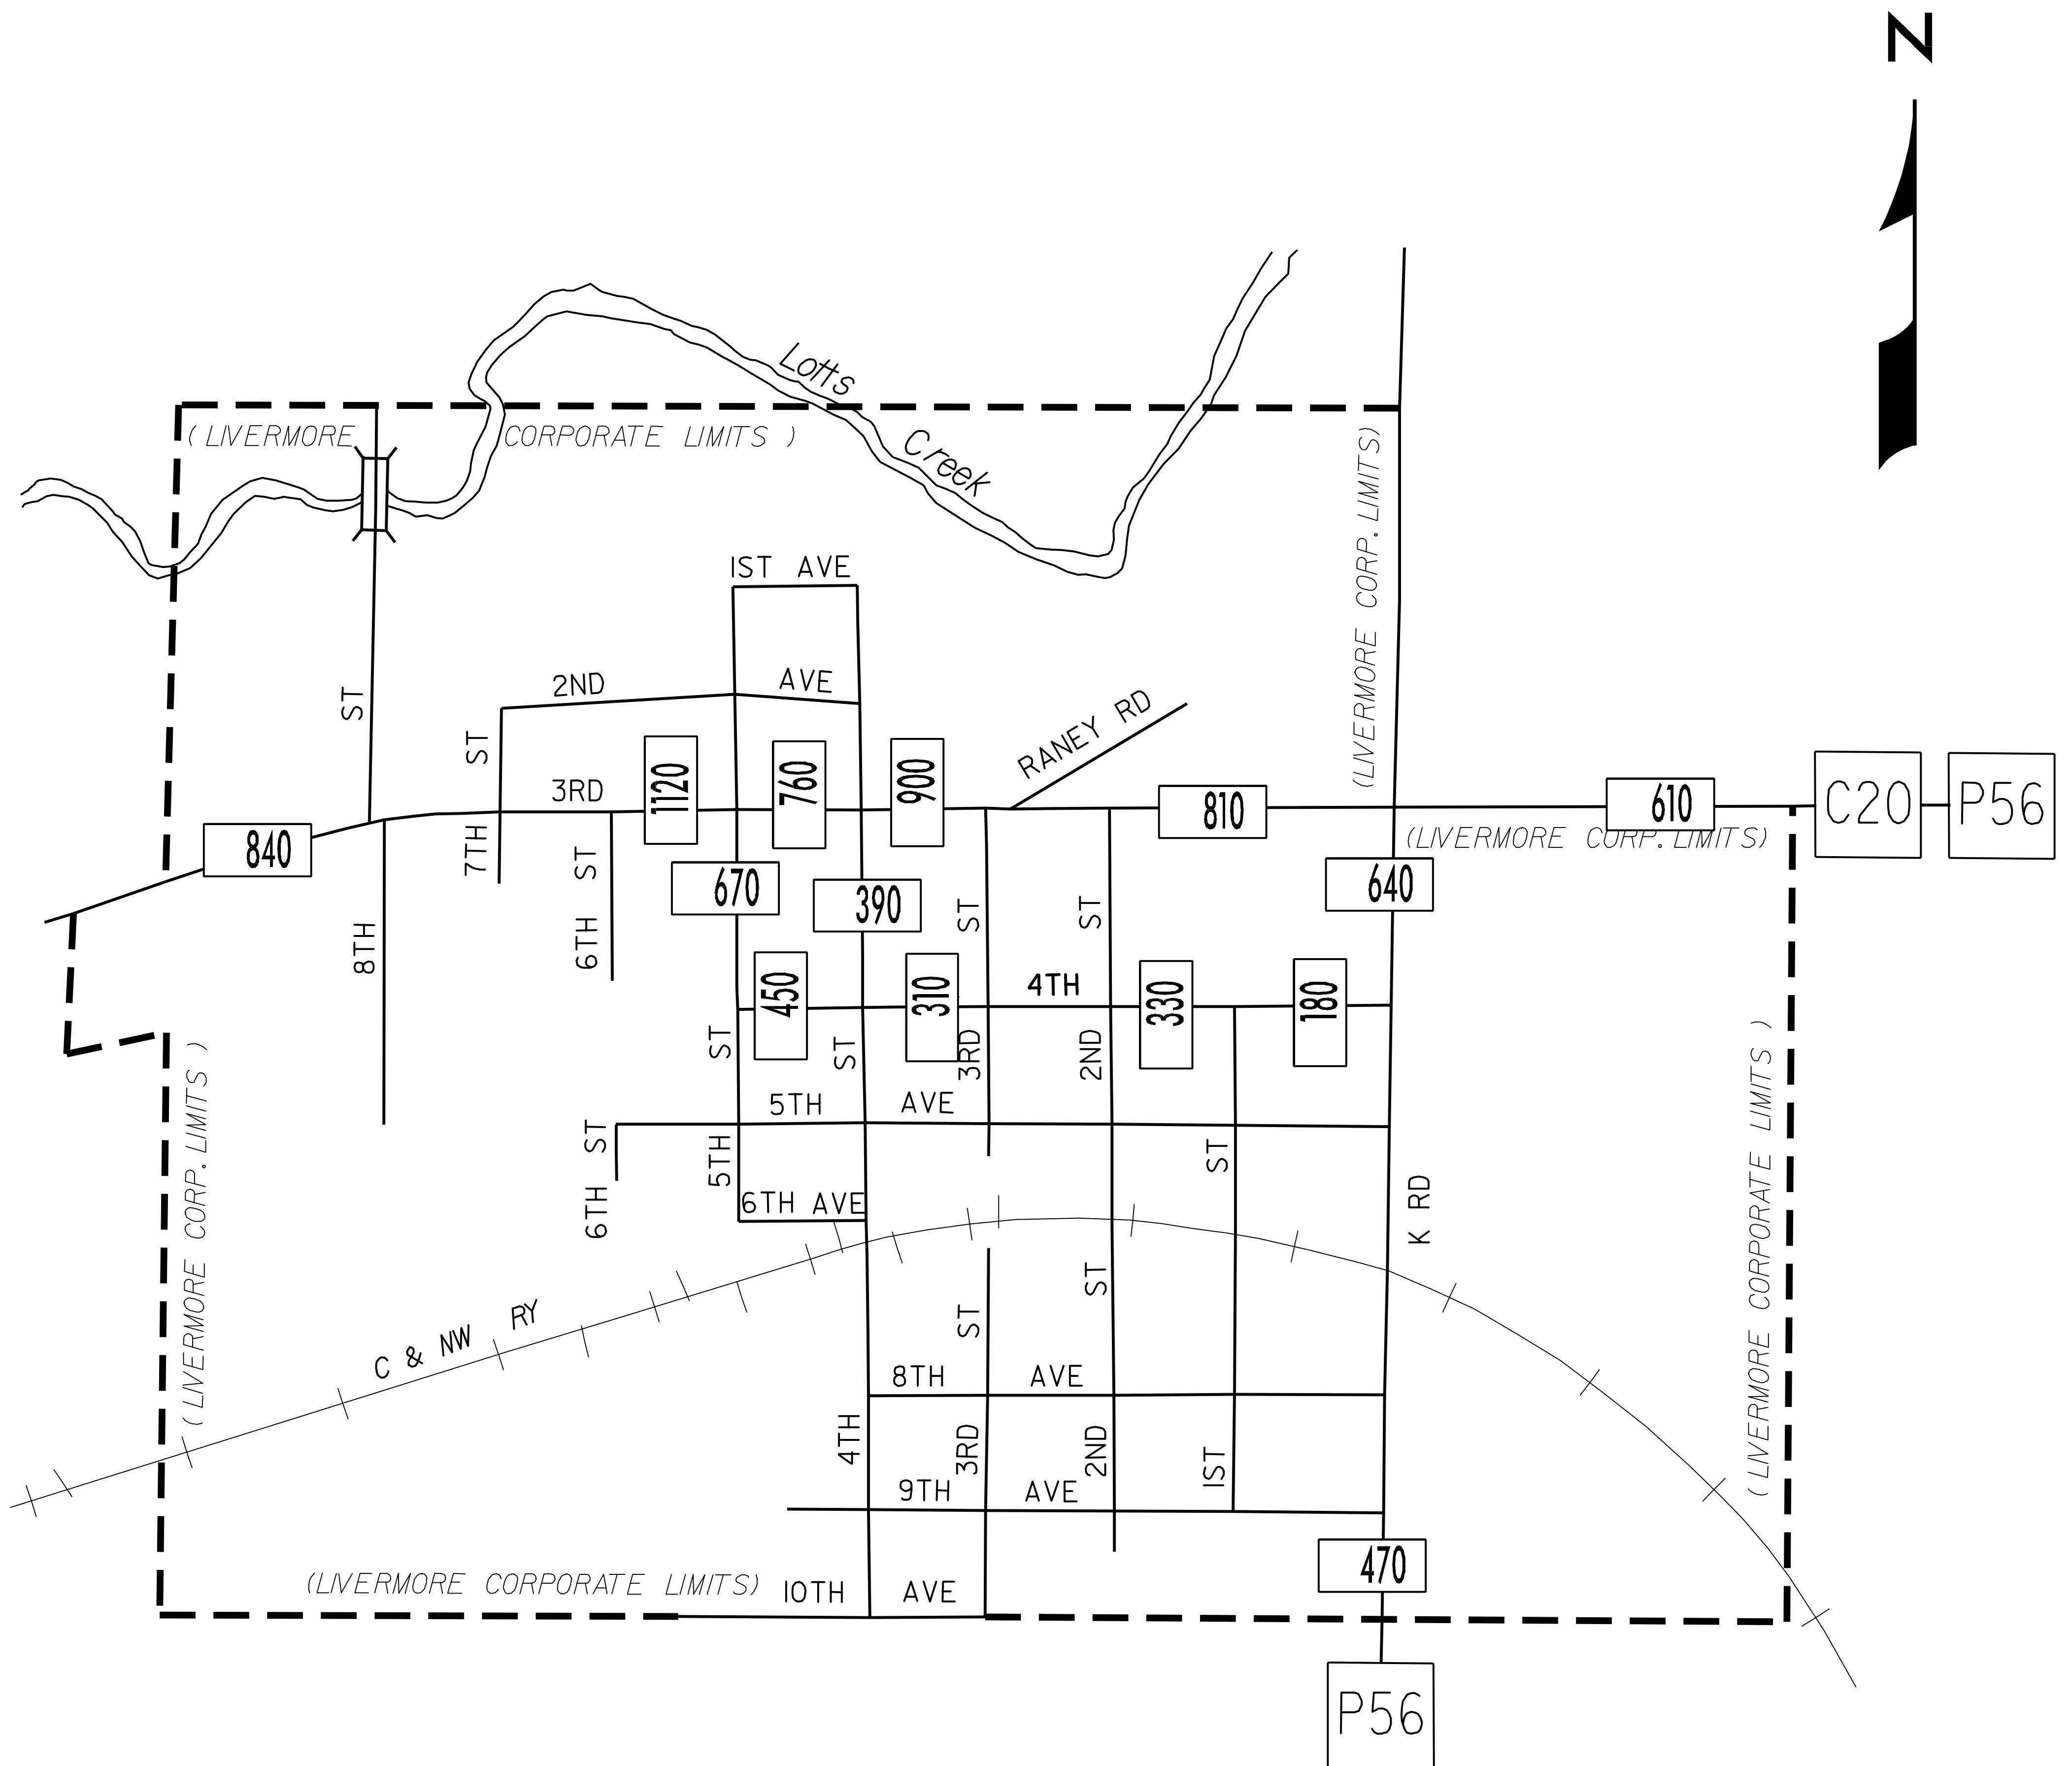 N
Lotts
Creek
( LIVERMORE CORPORATE LIMITS )
(LIVERMORE CORP. LIMITS)
1ST AVE
2ND AVE
ST
ST
3RD
1120
760
900
RANEY RD
810
610
C20
P56
(LIVERMORE CORP. LIMITS)
840
7TH
8TH
6TH ST
670
390
ST
ST
640
450
310
4TH
330
180
ST
ST
3RD
2ND
5TH AVE
6TH ST
5TH
ST
6TH AVE
K RD
( LIVERMORE CORP. LIMITS )
( LIVERMORE CORPORATE LIMITS )
C & NW RY
ST
ST
8TH AVE
4TH
3RD
2ND
1ST
9TH AVE
470
(LIVERMORE CORPORATE LIMITS)
10TH AVE
P56